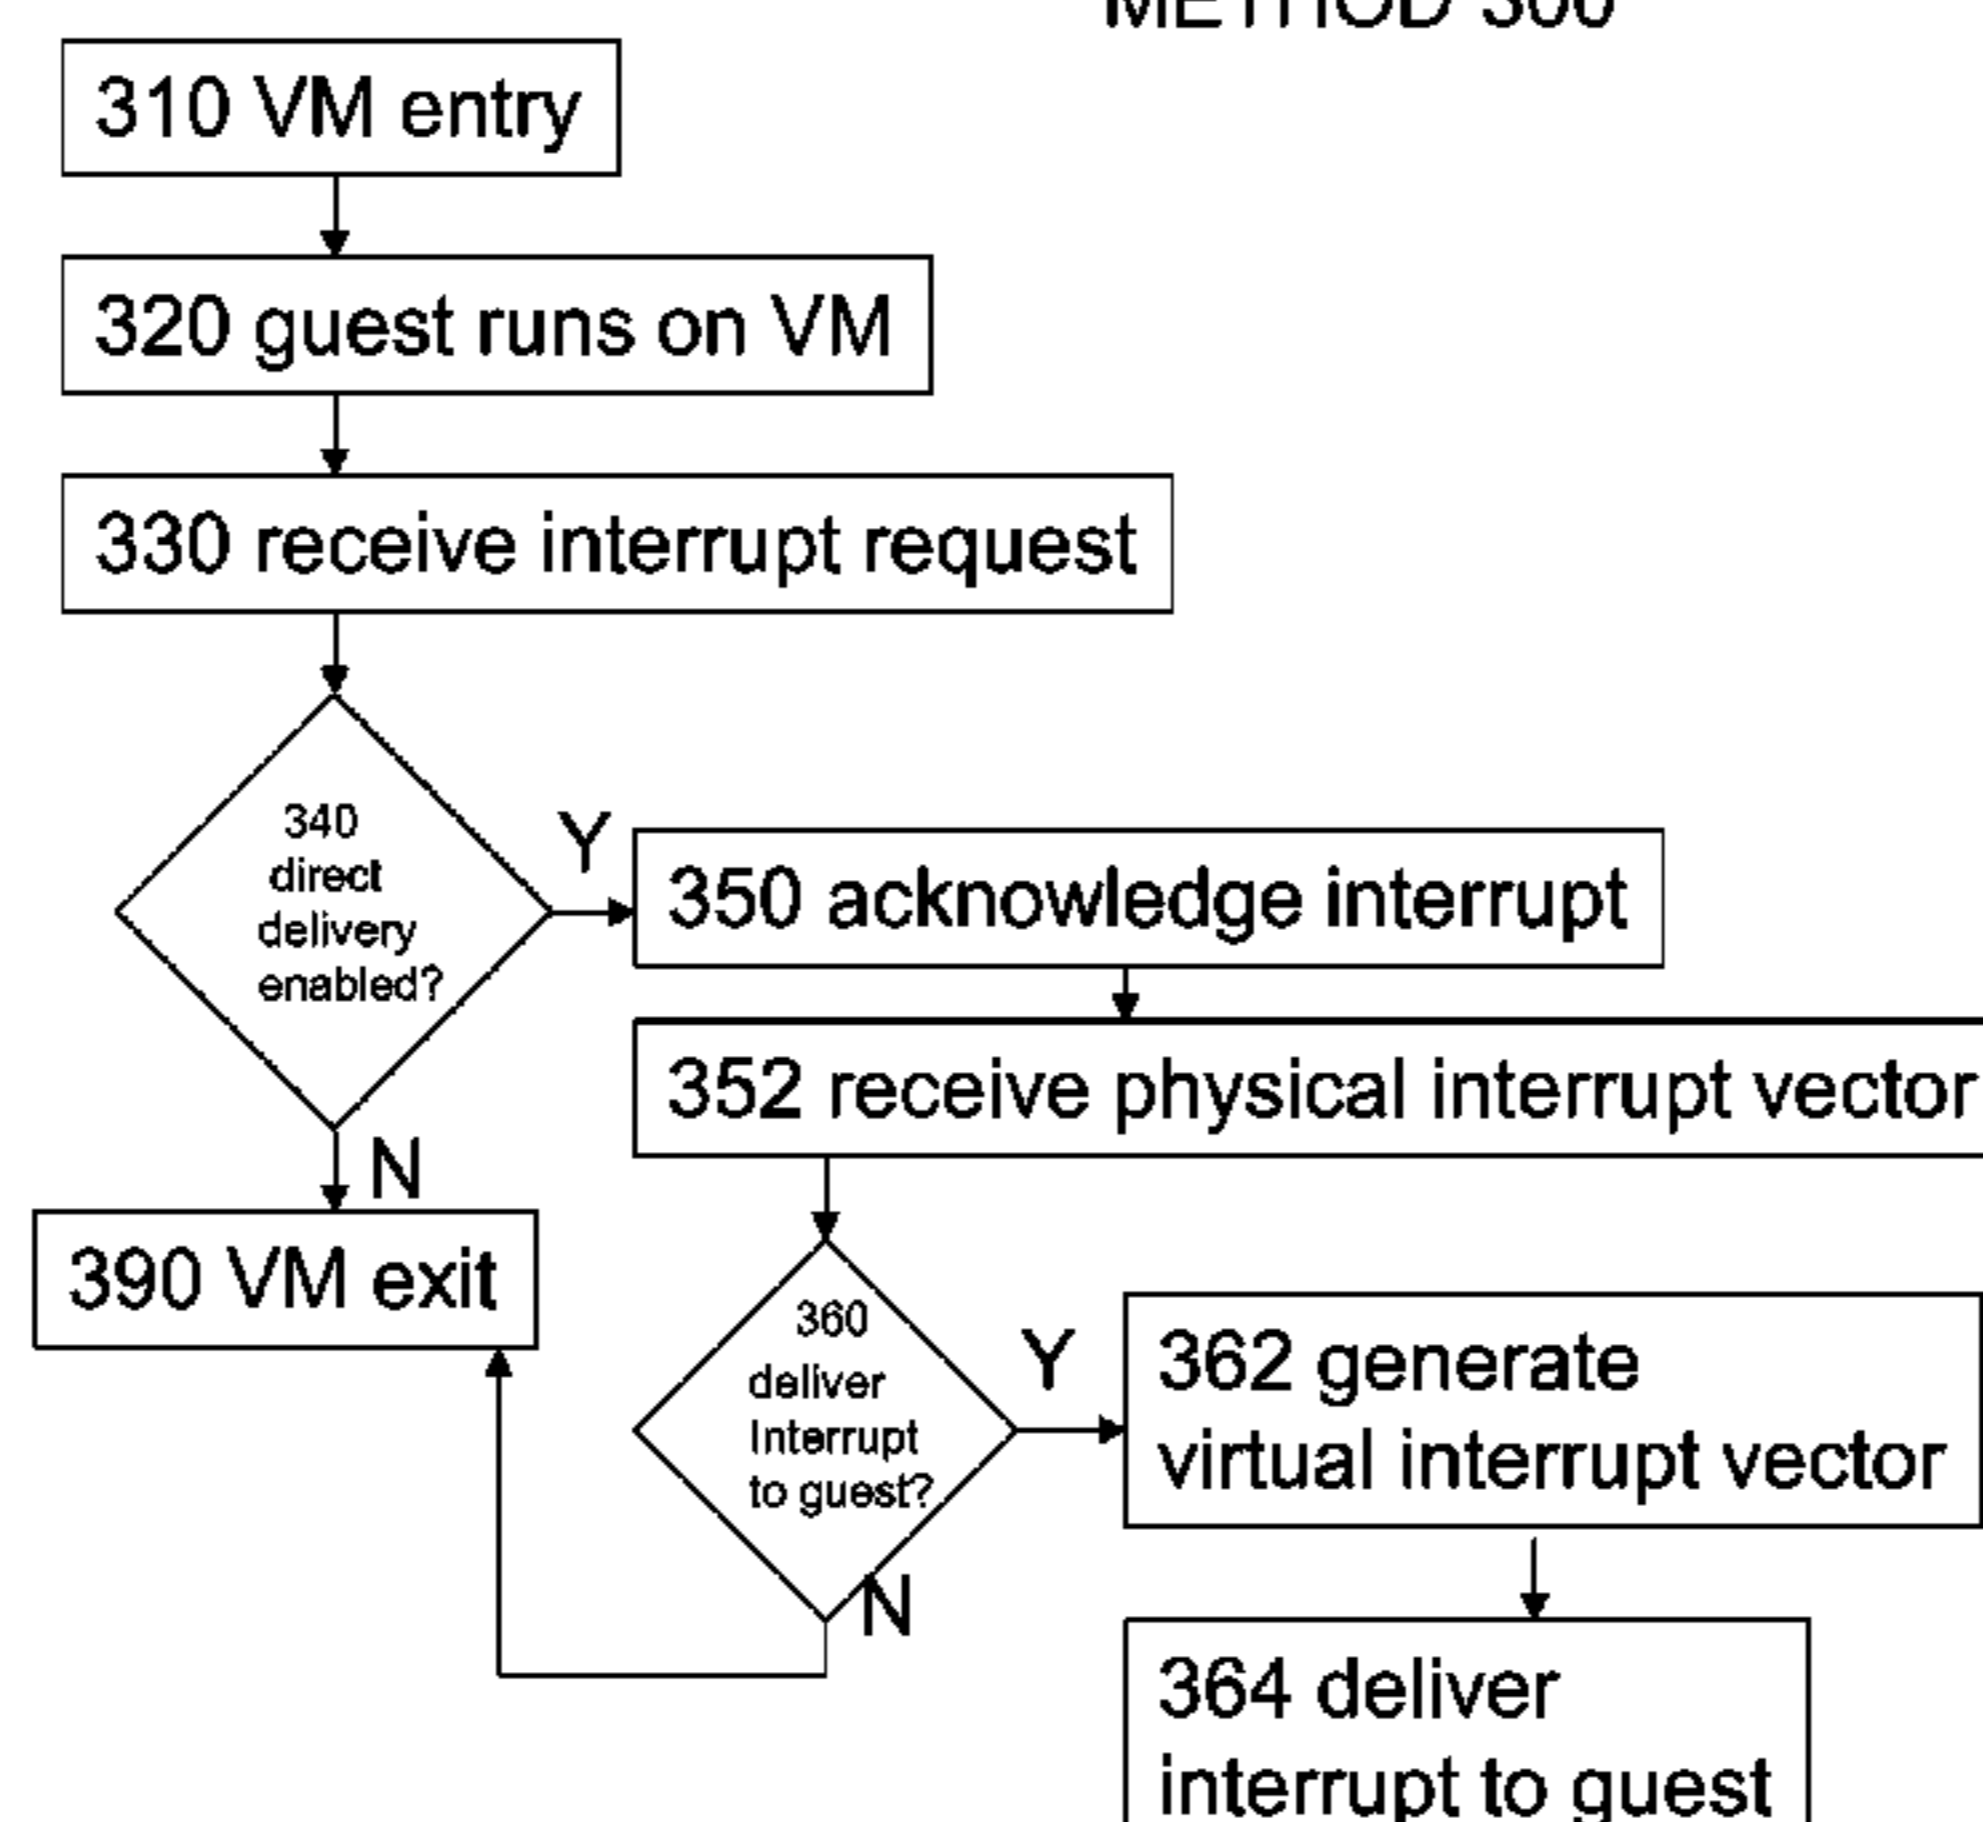 METHOD 300
310 VM entry
320 guest runs on VM
330 receive interrupt request
340
direct
delivery
enabled?
Y
350 acknowledge interrupt
352 receive physical interrupt vector
N
390 VM exit
360
deliver
Interrupt
to guest?
Y
362 generate
virtual interrupt vector
N
364 deliver
interrupt to guest